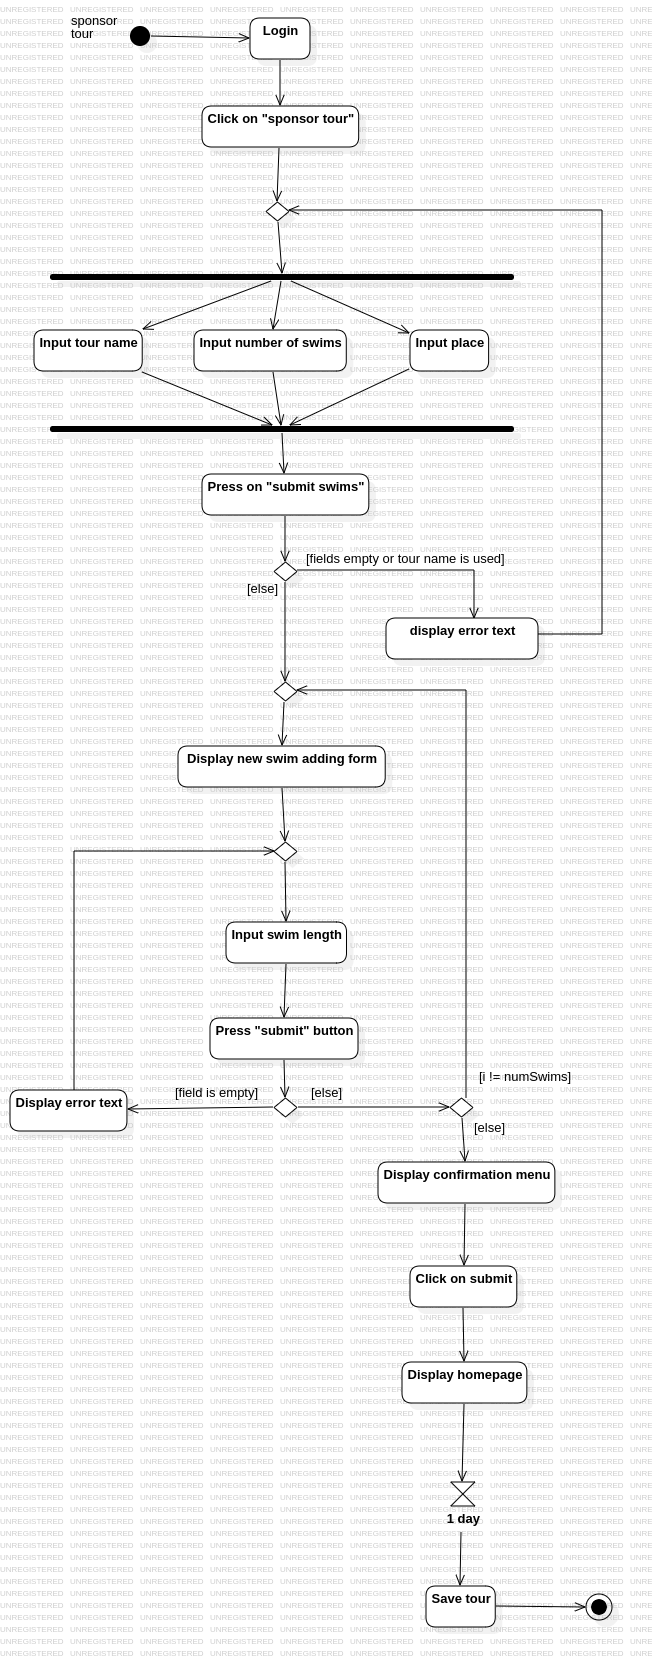 sponsor
tour
Login
Click on "sponsor tour"
Input tour name
Input number of swims
Input place
Press on "submit swims"
[fields empty or tour name is used]
[else]
display error text
Display new swim adding form
Input swim length
Press "submit" button
[i != numSwims]
[field is empty]
[else]
Display error text
[else]
Display confirmation menu
Click on submit
Display homepage
1 day
Save tour